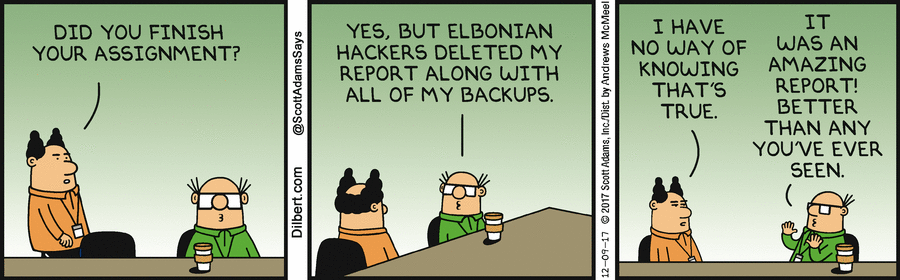 DID YOU FINISH
YOUR ASSIGNMENT?
Dilbert.com @ScottAdamsSays
YES, BUT ELBONIAN
HACKERS DELETED MY
REPORT ALONG WITH
ALL OF MY BACKUPS.
12-09-17 © 2017 Scott Adams, Inc./Dist. by Andrews McMeel
I HAVE
NO WAY OF
KNOWING
THAT'S
TRUE.
IT
WAS AN
AMAZING
REPORT!
BETTER
THAN ANY
YOU'VE EVER
SEEN.